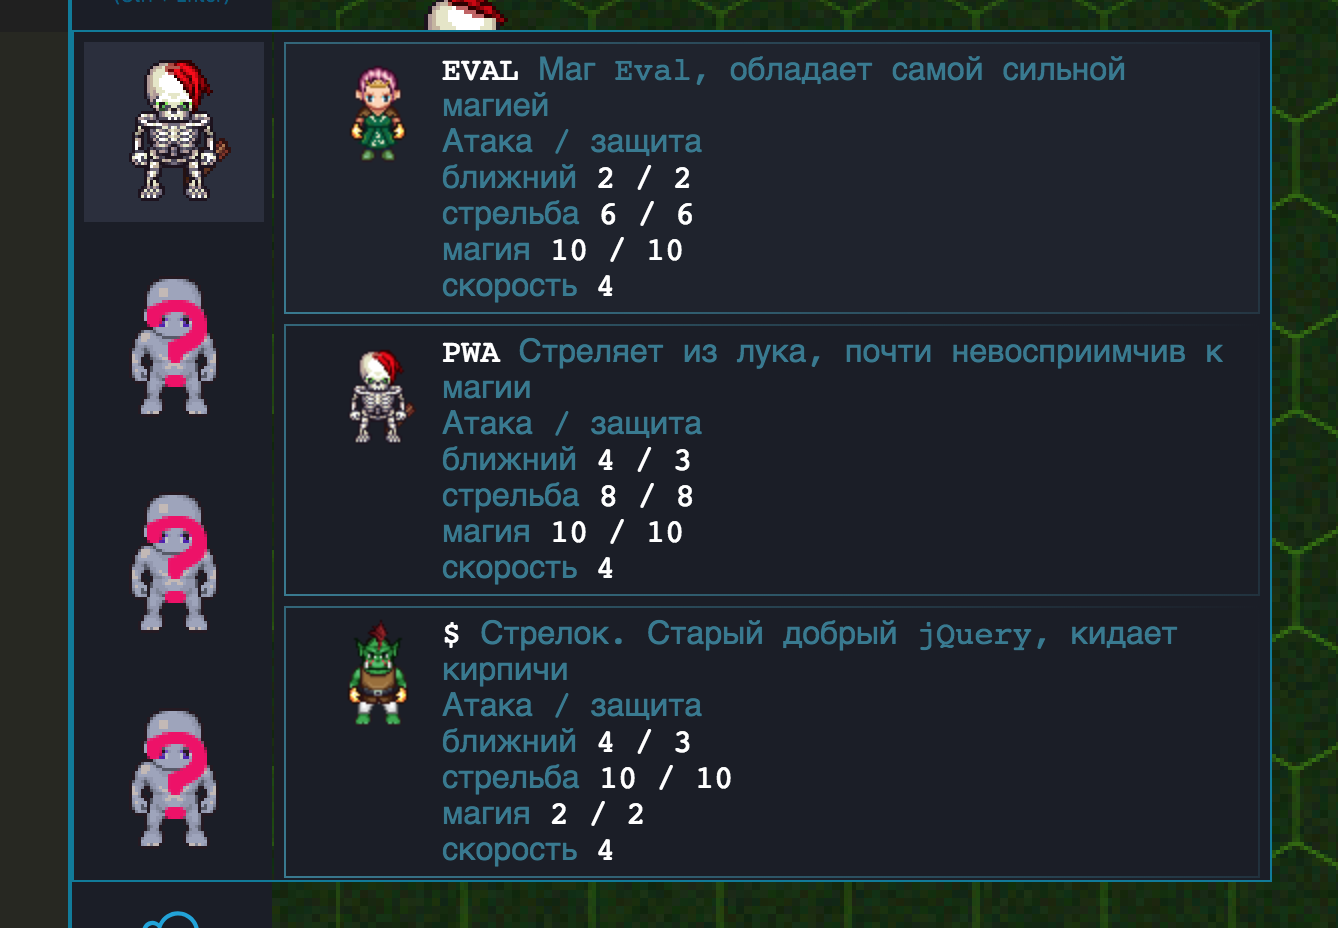 (Ctrl + Enter)
EVAL Маг Eval, обладает самой сильной
магией
Атака / защита
ближний 2 / 2
стрельба 6 / 6
магия 10 / 10
скорость 4
PWA Стреляет из лука, почти невосприимчив к
магии
Атака / защита
ближний 4 / 3
стрельба 8 / 8
магия 10 / 10
скорость 4
$ Стрелок. Старый добрый jQuery, кидает
кирпичи
Атака / защита
ближний 4 / 3
стрельба 10 / 10
магия 2 / 2
скорость 4